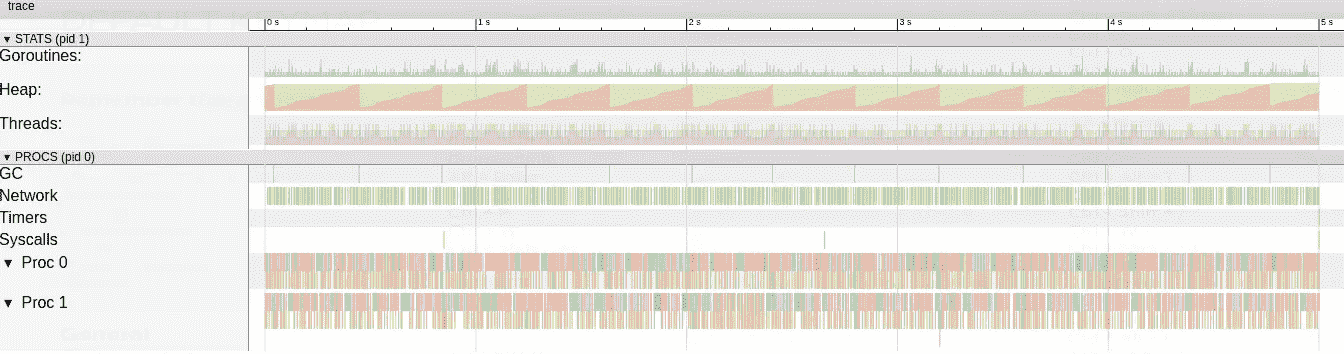 trace
0 s 1 s 2 s 3 s 4 s 5 s
▼ STATS (pid 1)
Goroutines:
Heap:
Threads:
▼ PROCS (pid 0)
GC
Network
Timers
Syscalls
▼ Proc 0
▼ Proc 1